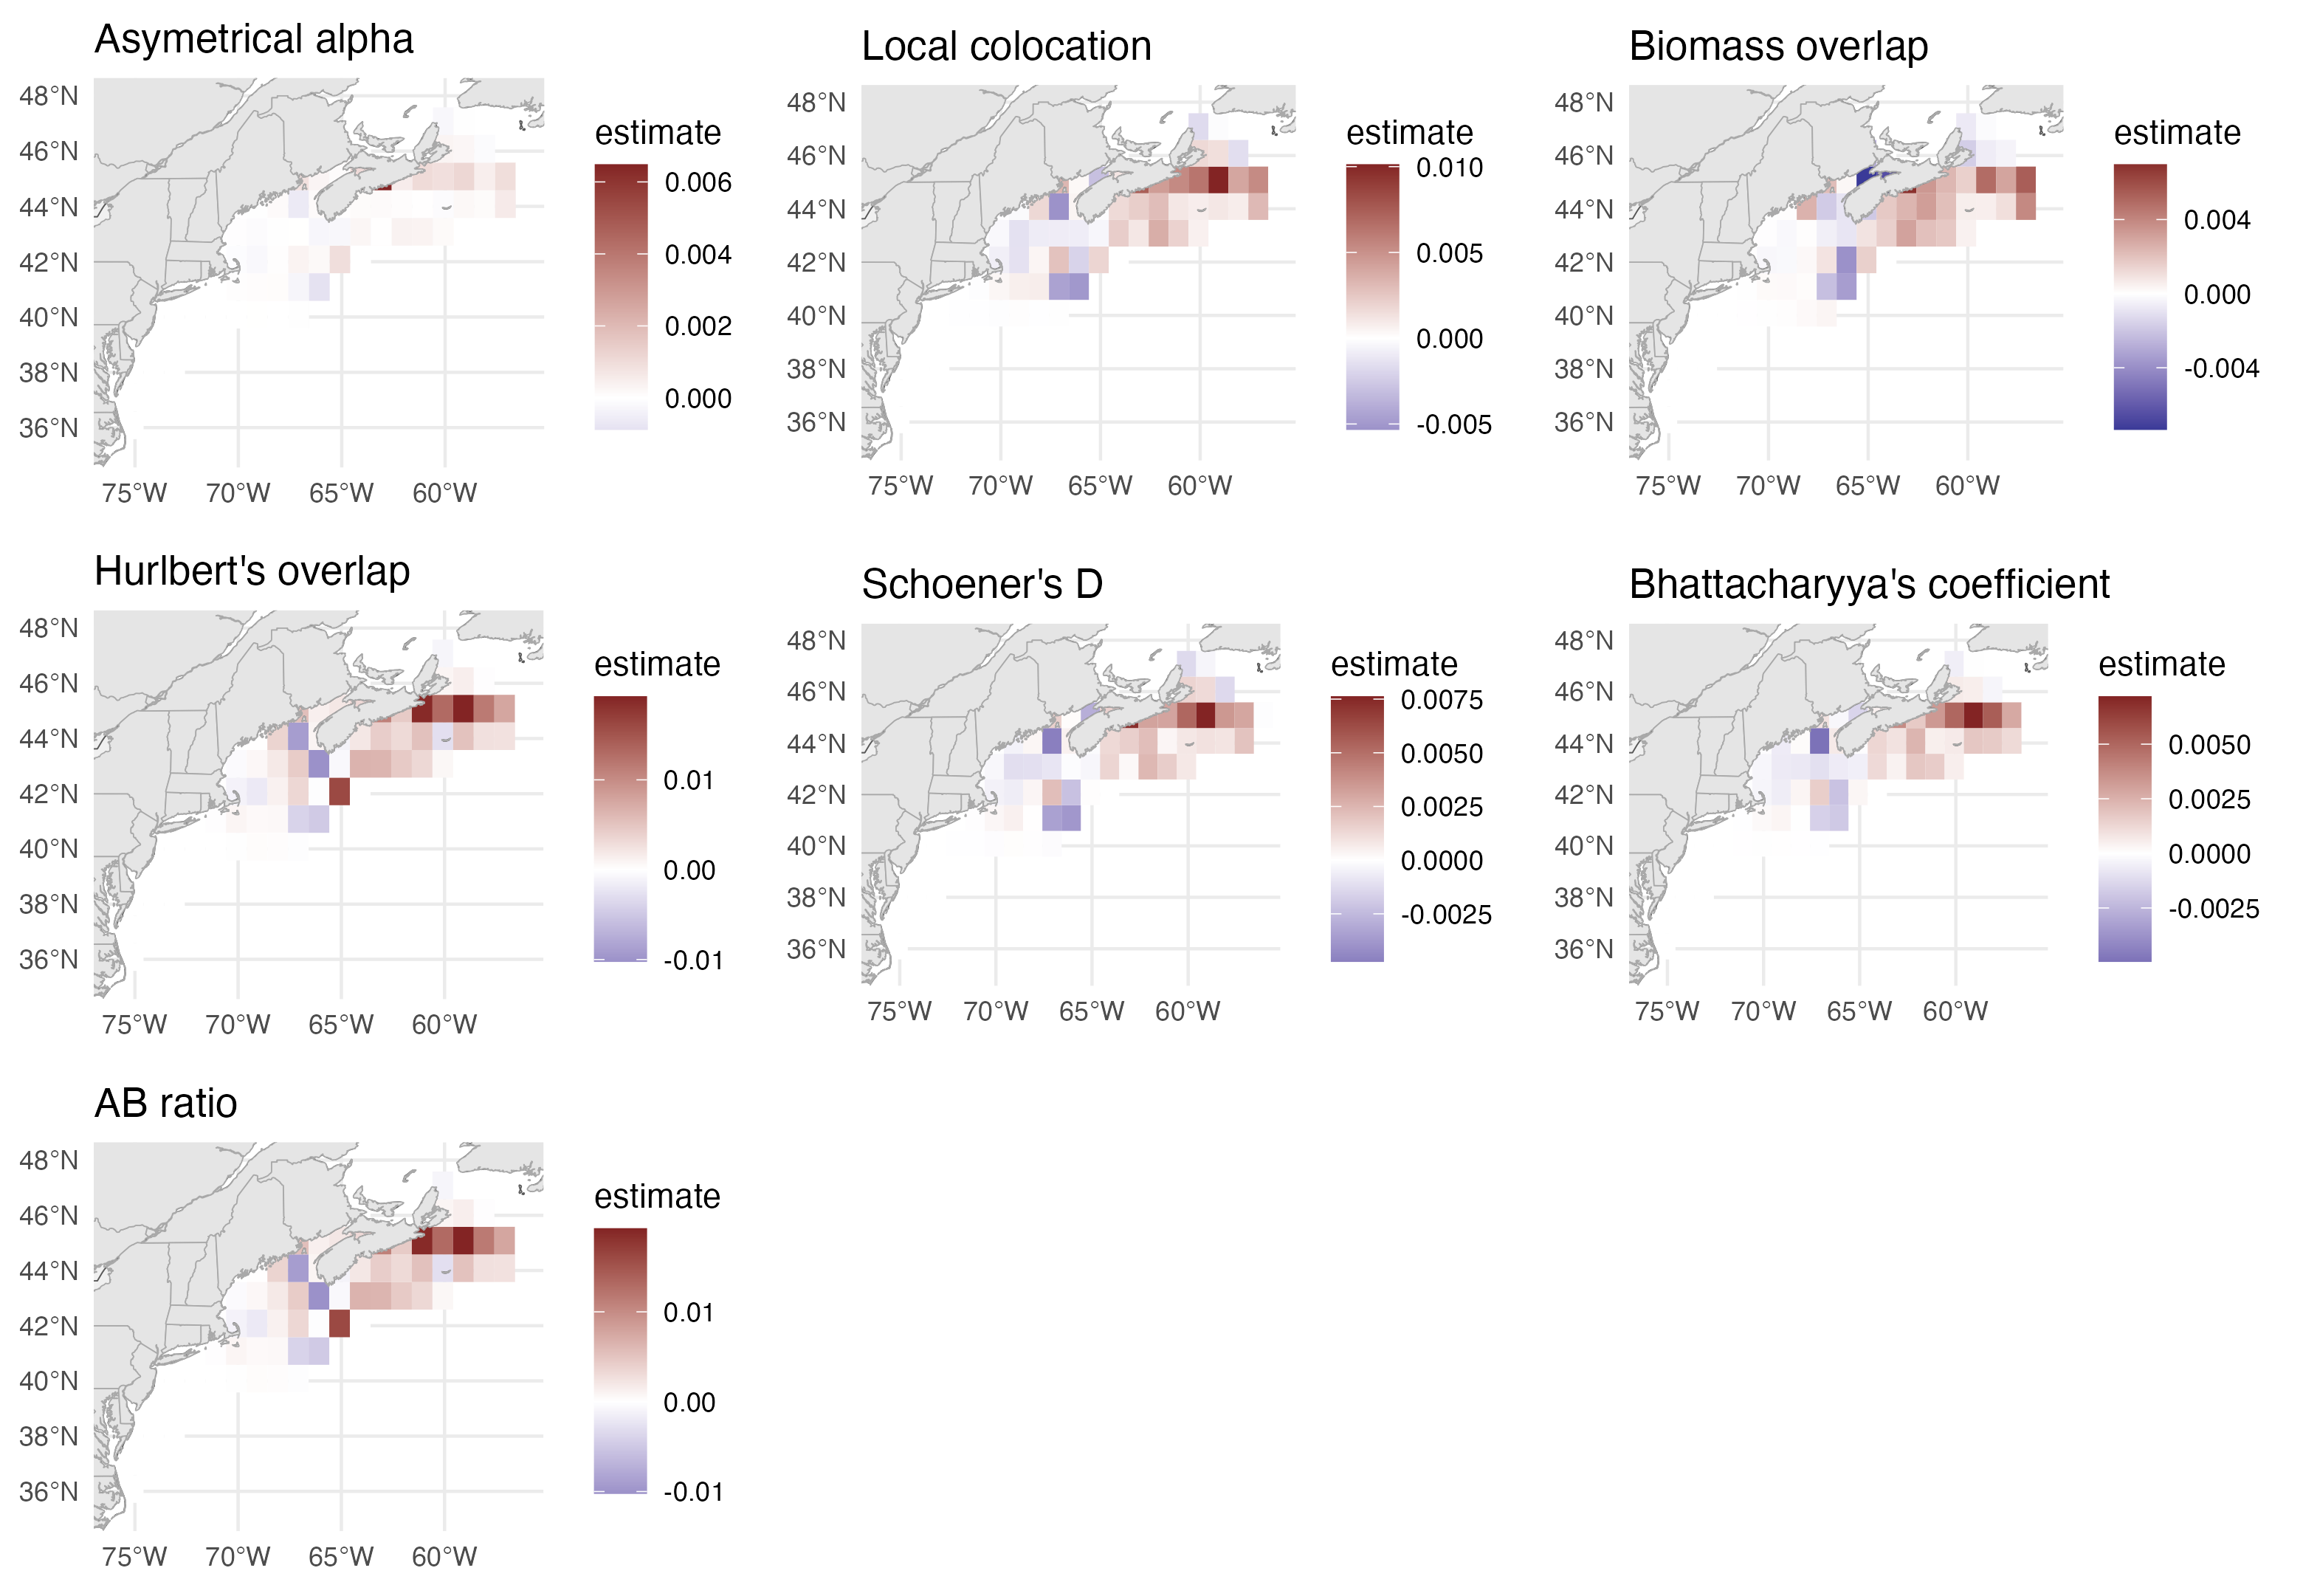 Asymetrical alpha
48°N
46°N
44°N
42°N
40°N
38°N
36°N
75°W 70°W 65°W 60°W
estimate
0.006
0.004
0.002
0.000
Local colocation
48°N
46°N
44°N
42°N
40°N
38°N
36°N
75°W 70°W 65°W 60°W
estimate
0.010
0.005
0.000
-0.005
Biomass overlap
48°N
46°N
44°N
42°N
40°N
38°N
36°N
75°W 70°W 65°W 60°W
estimate
0.004
0.000
-0.004
Hurlbert's overlap
48°N
46°N
44°N
42°N
40°N
38°N
36°N
75°W 70°W 65°W 60°W
estimate
0.01
0.00
-0.01
Schoener's D
48°N
46°N
44°N
42°N
40°N
38°N
36°N
75°W 70°W 65°W 60°W
estimate
0.0075
0.0050
0.0025
0.0000
-0.0025
Bhattacharyya's coefficient
48°N
46°N
44°N
42°N
40°N
38°N
36°N
75°W 70°W 65°W 60°W
estimate
0.0050
0.0025
0.0000
-0.0025
AB ratio
48°N
46°N
44°N
42°N
40°N
38°N
36°N
75°W 70°W 65°W 60°W
estimate
0.01
0.00
-0.01